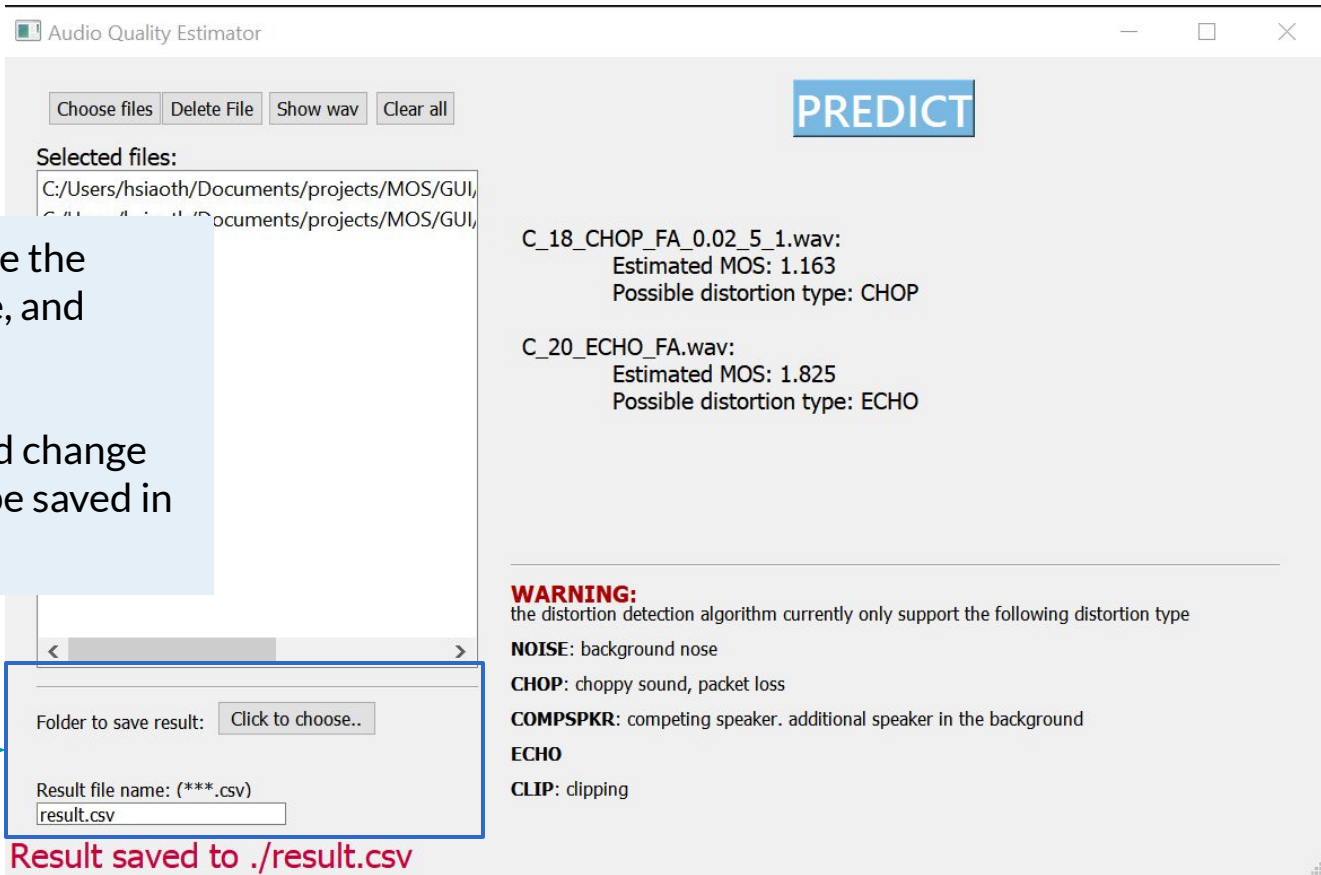 Audio Quality Estimator
Choose files Delete File Show wav Clear all
PREDICT
Selected files:
C:/Users/hsiaoth/Documents/projects/MOS/GUI/
Documents/projects/MOS/GUI/
e the
, and
d change
be saved in
C_18_CHOP_FA_0.02_5_1.wav:
Estimated MOS: 1.163
Possible distortion type: CHOP
C_20_ECHO_FA.wav:
Estimated MOS: 1.825
Possible distortion type: ECHO
WARNING:
the distortion detection algorithm currently only support the following distortion type
NOISE: background nose
CHOP: choppy sound, packet loss
COMPSPKR: competing speaker. additional speaker in the background
ECHO
CLIP: clipping
Folder to save result: Click to choose..
Result file name: (***.csv)
result.csv
Result saved to ./result.csv